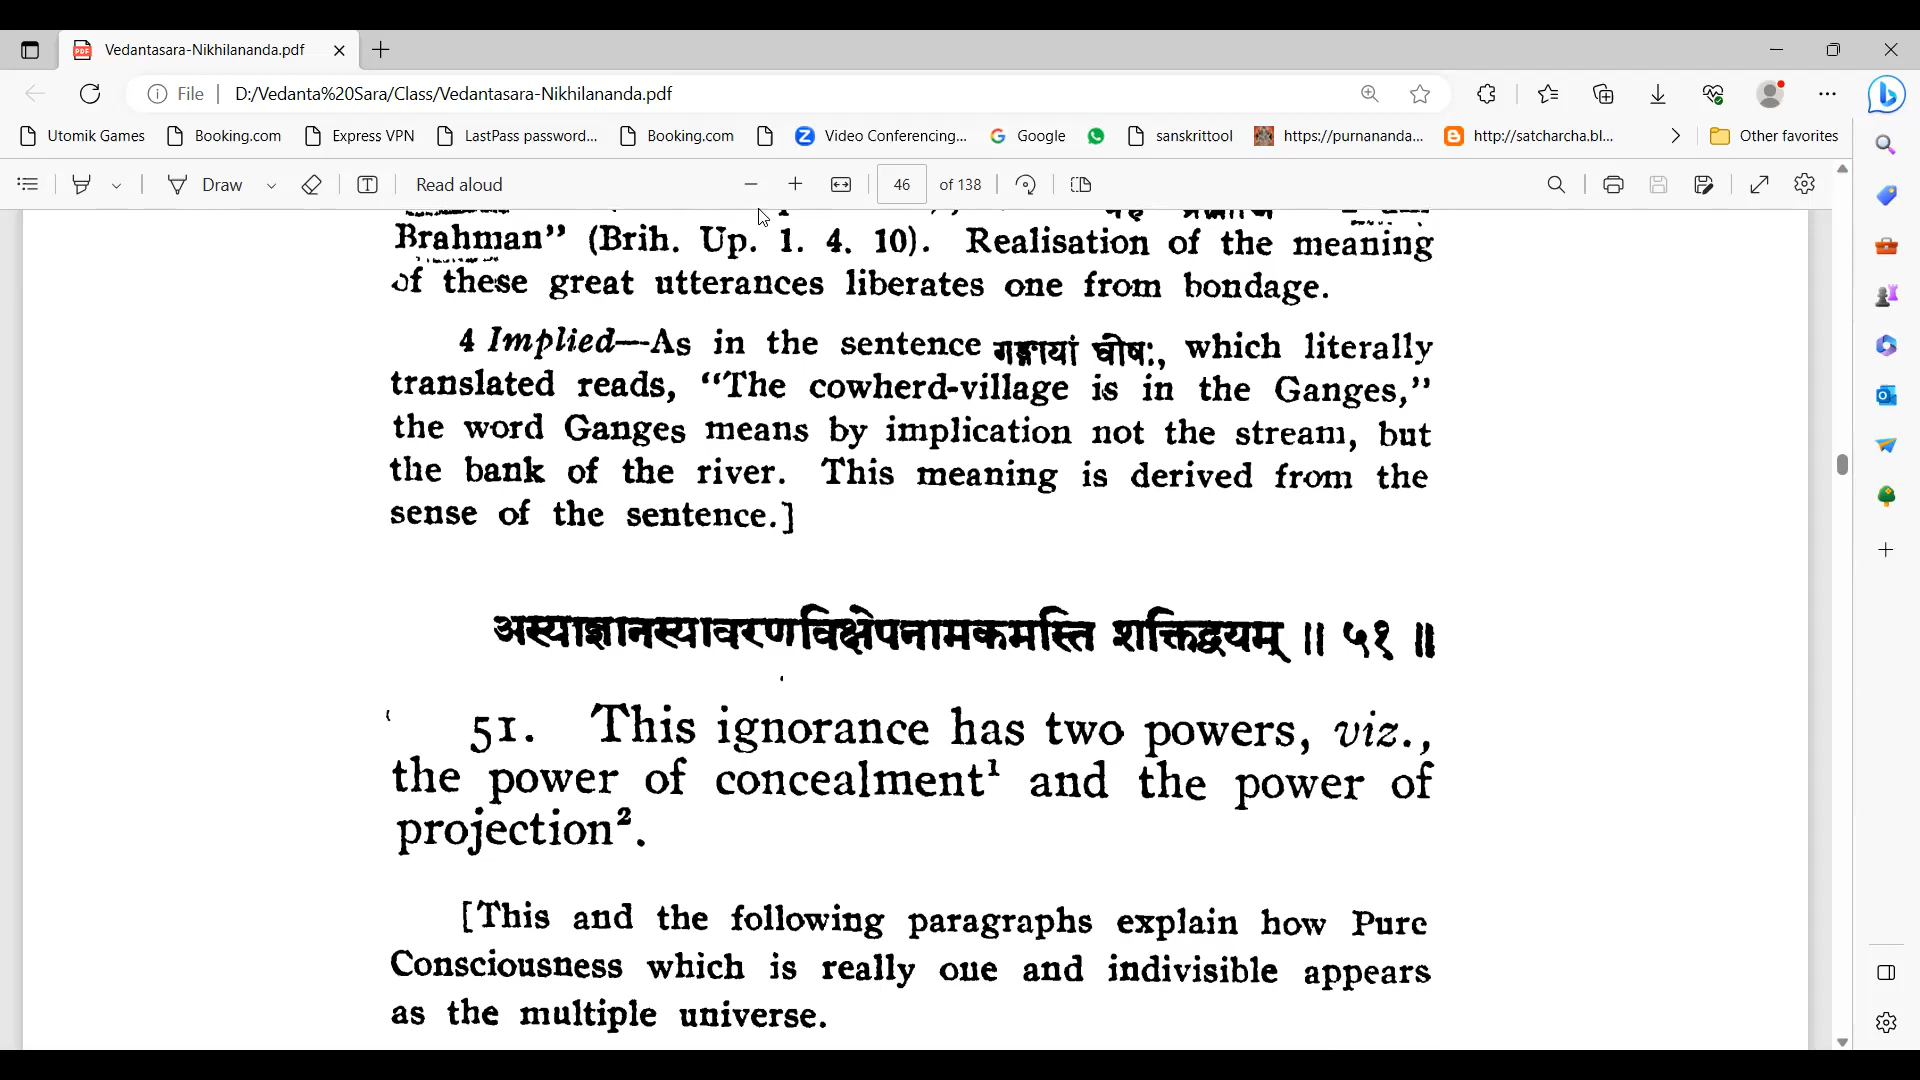 Vedantasara-Nikhilananda.pdf
File D:/Vedanta%20Sara/Class/Vedantasara-Nikhilananda.pdf
Utomik Games Booking.com Express VPN LastPass password... Booking.com Video Conferencing... Google sanskrittool https://purnananda... http://satcharcha.bl... Other favorites
Draw Read aloud 46 of 138
Brahman” (Brih. Up. 1. 4. 10). Realisation of the meaning
of these great utterances liberates one from bondage.
4 Implied—As in the sentence गङ्गायां घोषः, which literally
translated reads, “The cowherd-village is in the Ganges,”
the word Ganges means by implication not the stream, but
the bank of the river. This meaning is derived from the
sense of the sentence.]
अस्याज्ञानस्यावरणविक्षेपनामकमस्ति शक्तिद्वयम् ॥ ५१ ॥
51. This ignorance has two powers, viz.,
the power of concealment¹ and the power of
projection².
[This and the following paragraphs explain how Pure
Consciousness which is really one and indivisible appears
as the multiple universe.